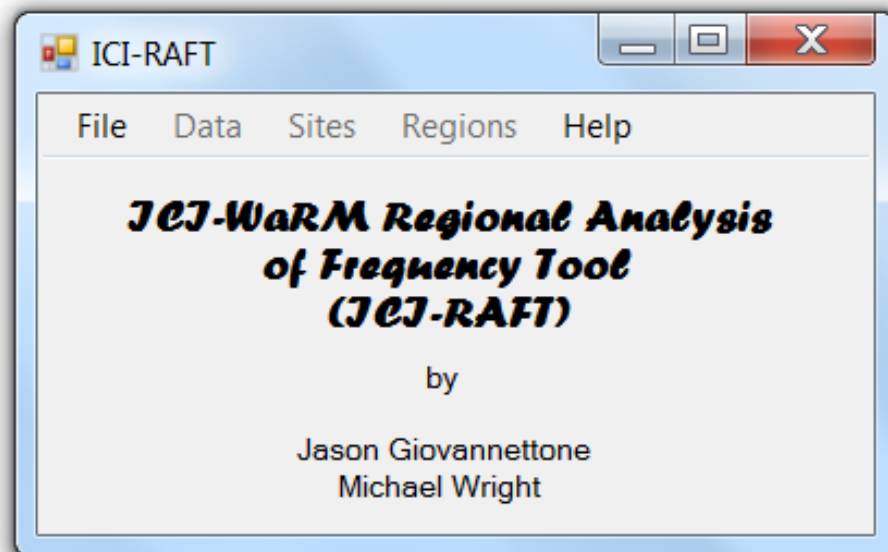 ICI-RAFT
File Data Sites Regions Help
ICI-WaRM Regional Analysis
of Frequency Tool
(ICI-RAFT)
by
Jason Giovannettone
Michael Wright